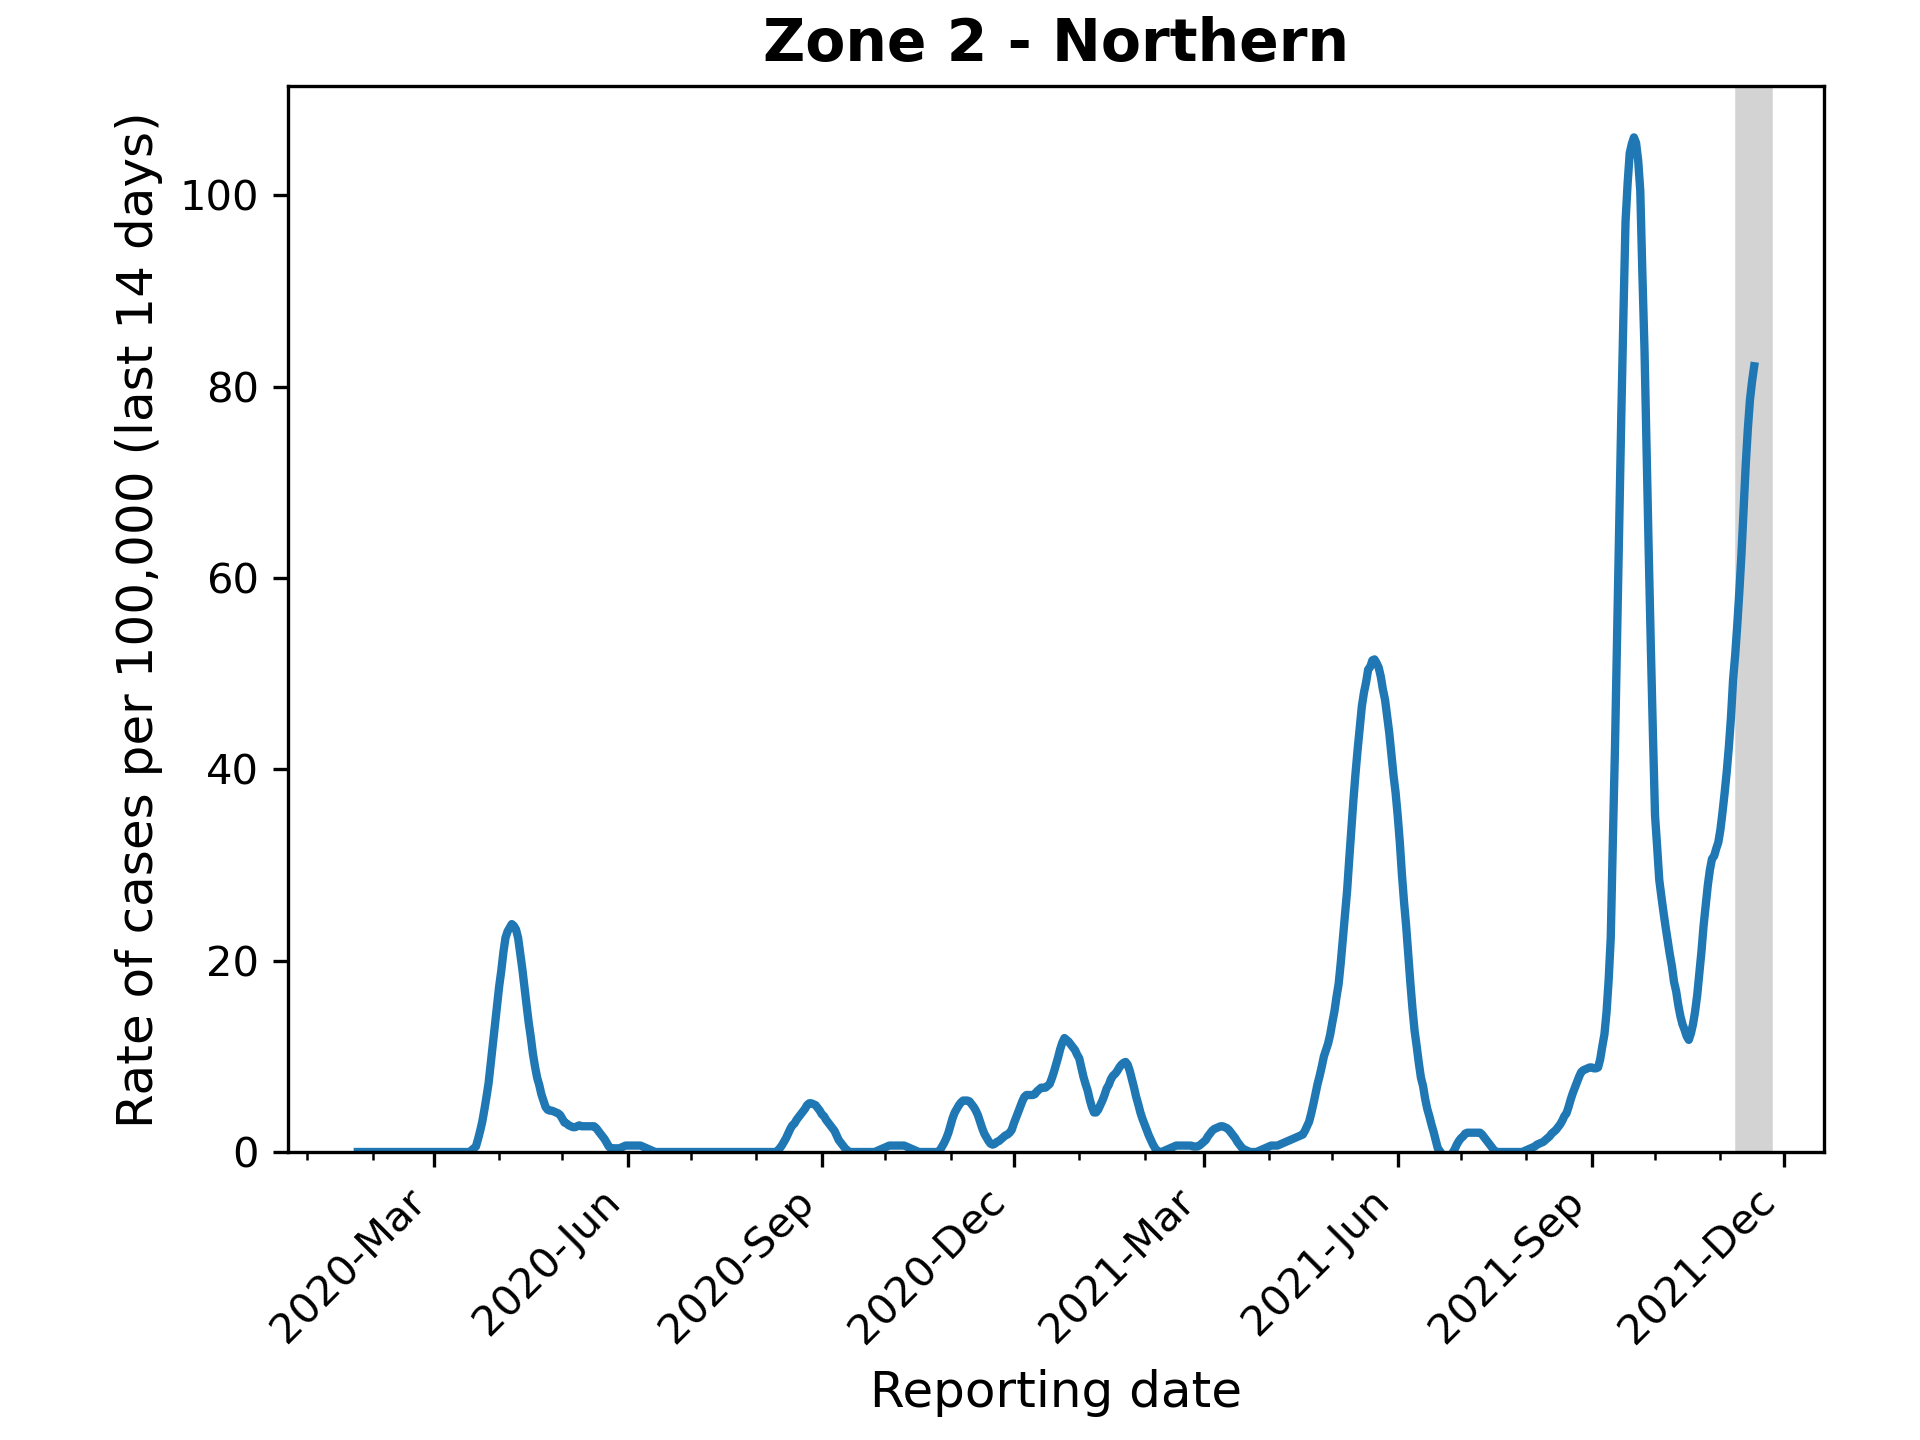 Zone 2 - Northern
Rate of cases per 100,000 (last 14 days)
100
80
60
40
20
0
2020-Mar
2020-Jun
2020-Sep
2020-Dec
2021-Mar
2021-Jun
2021-Sep
2021-Dec
Reporting date